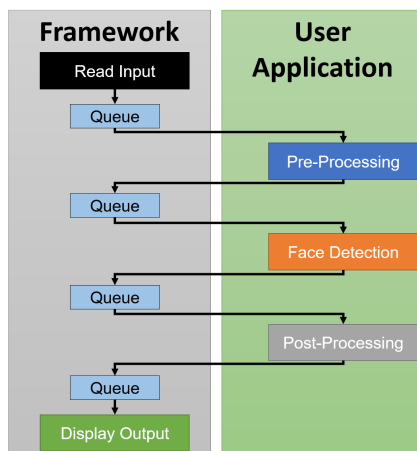 Framework
User
Application
Read Input
Queue
Pre-Processing
Queue
Face Detection
Queue
Post-Processing
Queue
Display Output